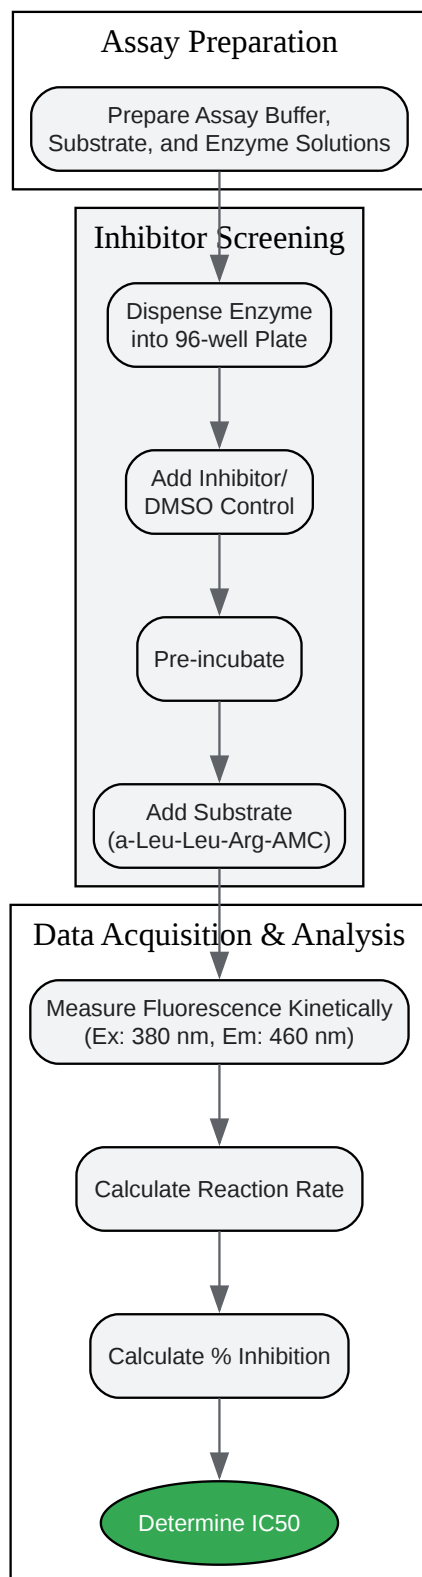 Assay Preparation
Prepare Assay Buffer,
Substrate, and Enzyme Solutions
Inhibitor Screening
Dispense Enzyme
into 96-well Plate
Add Inhibitor/
DMSO Control
Pre-incubate
Add Substrate
(a-Leu-Leu-Arg-AMC)
Data Acquisition & Analysis
Measure Fluorescence Kinetically
(Ex: 380 nm, Em: 460 nm)
Calculate Reaction Rate
Calculate % Inhibition
Determine IC50